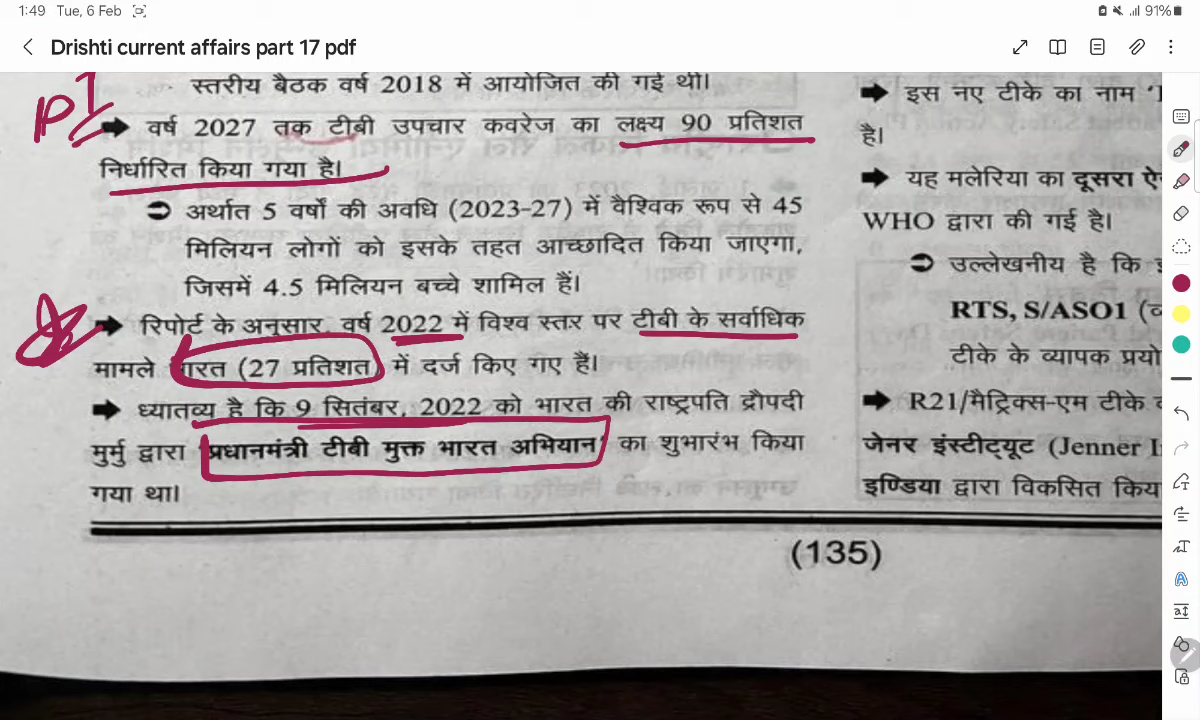 1:49 Tue, 6 Feb
91%
Drishti current affairs part 17 pdf
स्तरीय बैठक वर्ष 2018 में आयोजित की गई थी।
P1
वर्ष 2027 तक टीबी उपचार कवरेज का लक्ष्य 90 प्रतिशत
निर्धारित किया गया है।
अर्थात 5 वर्षों की अवधि (2023-27) में वैश्विक रूप से 45
मिलियन लोगों को इसके तहत आच्छादित किया जाएगा,
जिसमें 4.5 मिलियन बच्चे शामिल हैं।
रिपोर्ट के अनुसार, वर्ष 2022 में विश्व स्तर पर टीबी के सर्वाधिक
मामले भारत (27 प्रतिशत) में दर्ज किए गए हैं।
ध्यातव्य है कि 9 सितंबर, 2022 को भारत की राष्ट्रपति द्रौपदी
मुर्मु द्वारा 'प्रधानमंत्री टीबी मुक्त भारत अभियान' का शुभारंभ किया
गया था।
इस नए टीके का नाम
है।
यह मलेरिया का दूसरा
WHO द्वारा की गई है।
उल्लेखनीय है कि
RTS, S/ASO1
टीके के व्यापक
R21/मैट्रिक्स-एम टीके
जेनर इंस्टीट्यूट (Jenner
इण्डिया द्वारा विकसित
(135)